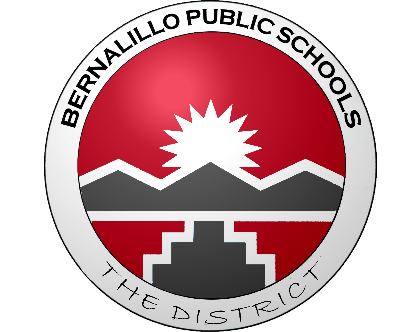 BERNALILLO PUBLIC SCHOOLS
THE DISTRICT